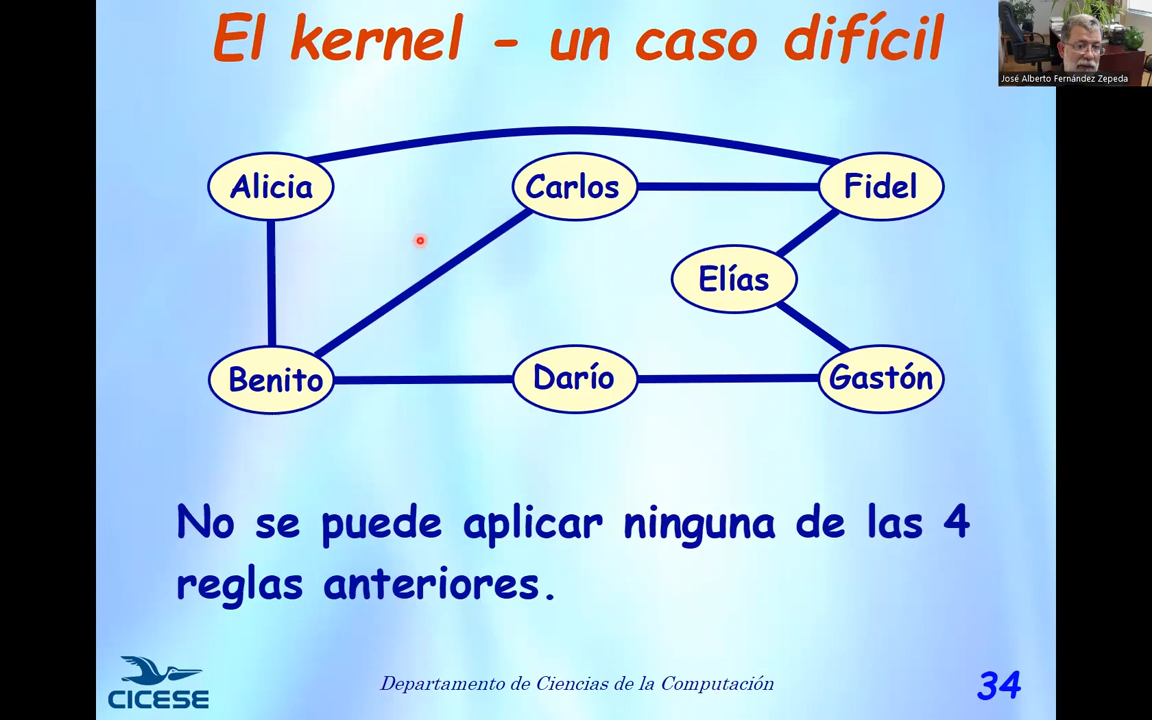 El kernel - un caso difícil
José Alberto Fernández Zepeda
Alicia
Carlos
Fidel
Elías
Benito
Darío
Gastón
No se puede aplicar ninguna de las 4
reglas anteriores.
CICESE
Departamento de Ciencias de la Computación
34